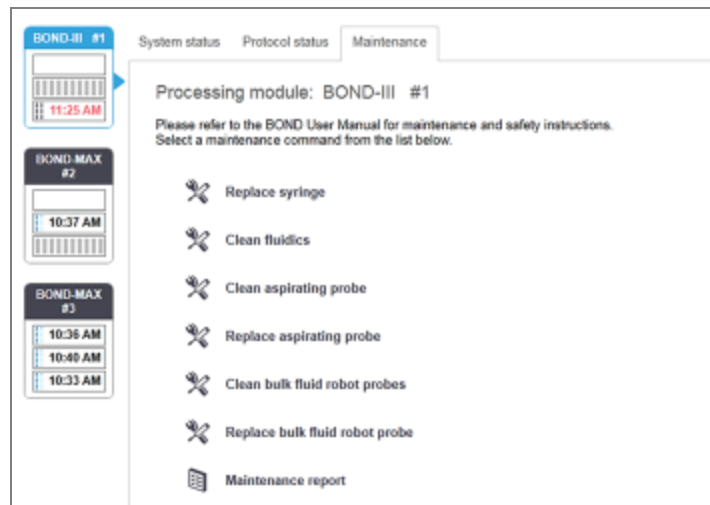 BOND-III #1
11:25 AM
BOND-MAX
#2
10:37 AM
BOND-MAX
#3
10:36 AM
10:40 AM
10:33 AM
System status Protocol status Maintenance
Processing module: BOND-III #1
Please refer to the BOND User Manual for maintenance and safety instructions.
Select a maintenance command from the list below.
Replace syringe
Clean fluidics
Clean aspirating probe
Replace aspirating probe
Clean bulk fluid robot probes
Replace bulk fluid robot probe
Maintenance report